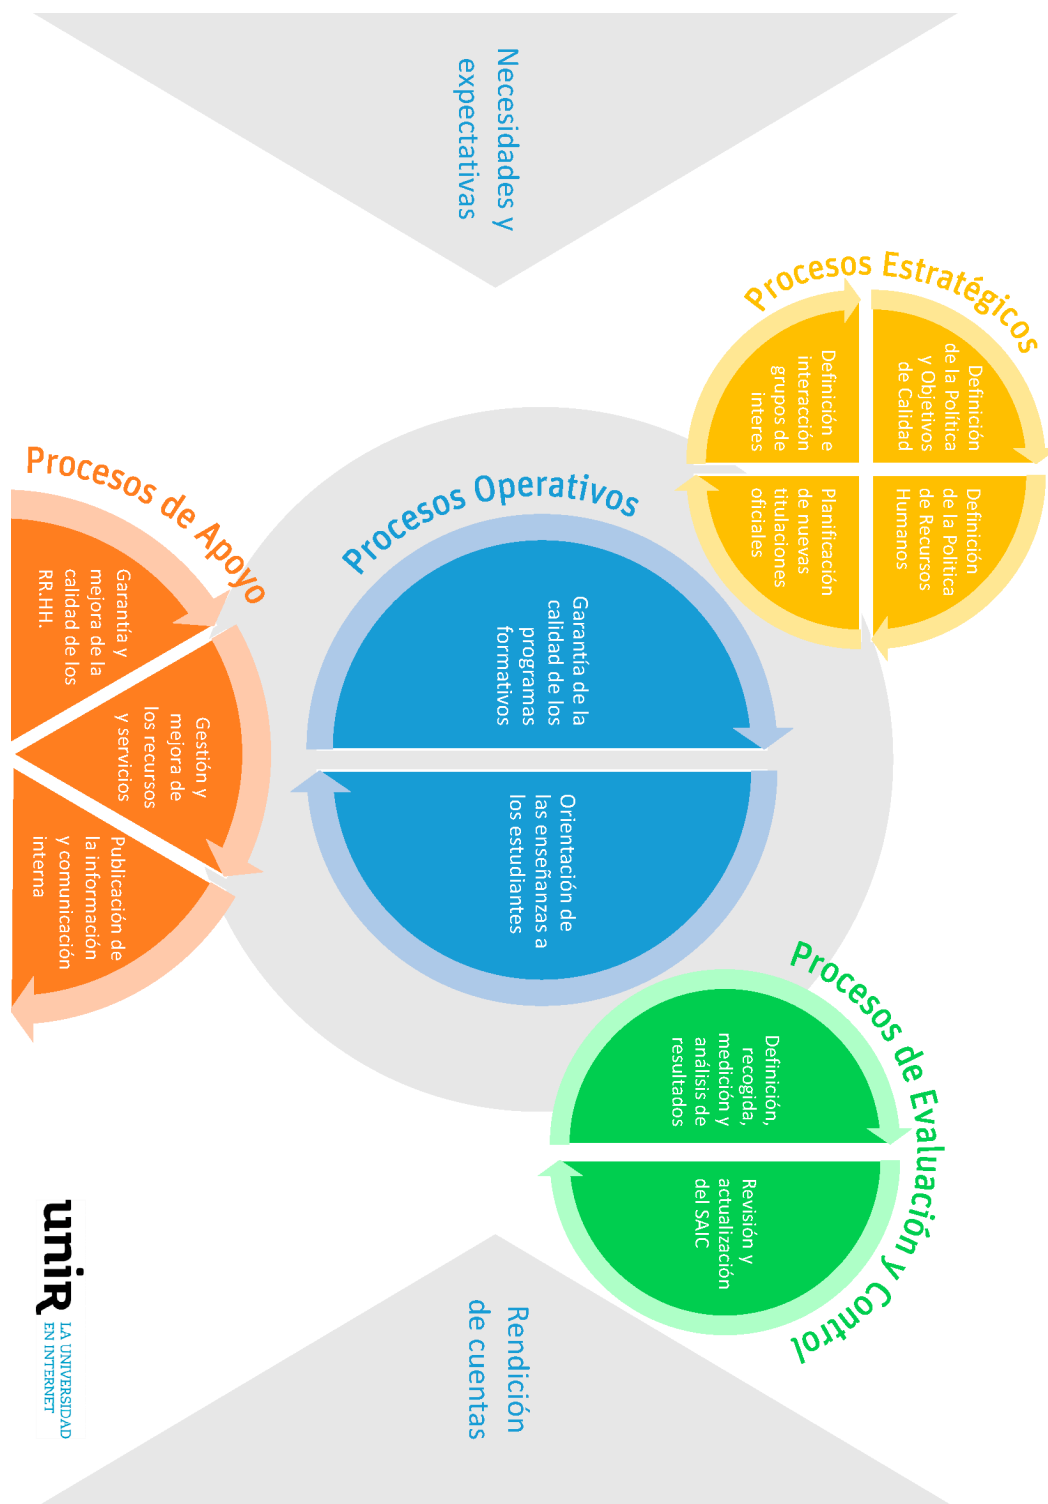 Necesidades y
expectativas
Procesos Estratégicos
Definición e
interacción
grupos de
interes
Definición
de la Política
y Objetivos
de Calidad
Planificación
de nuevas
titulaciones
oficiales
Definición
de la Política
de Recursos
Humanos
Procesos Operativos
Garantía de la
calidad de los
programas
formativos
Orientación de
las enseñanzas a
los estudiantes
Procesos de Apoyo
Garantía y
mejora de la
calidad de los
RR.HH.
Gestión y
mejora de
los recursos
y servicios
Publicación de
la información
y comunicación
interna
Procesos de Evaluación y Control
Definición,
recogida,
medición y
análisis de
resultados
Revisión y
actualización
del SAIC
Rendición
de cuentas
uniR
LA UNIVERSIDAD
EN INTERNET